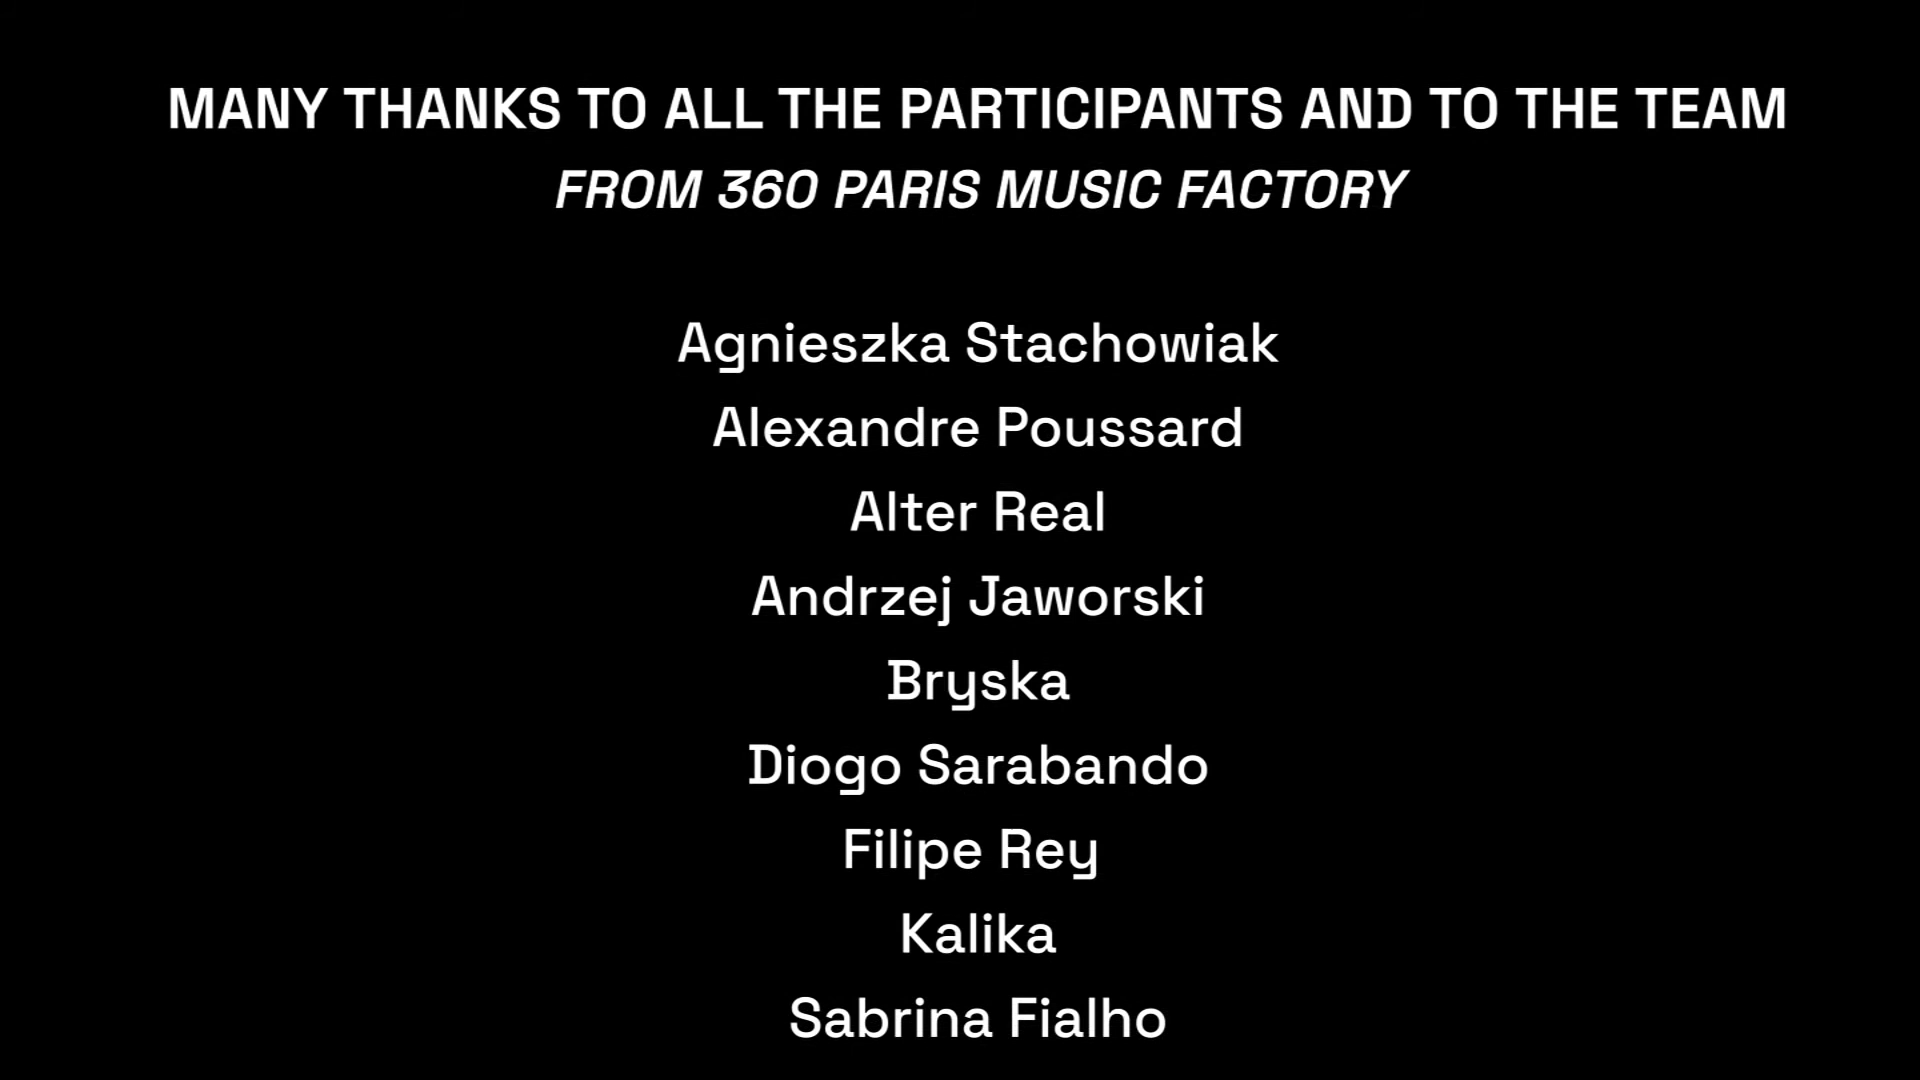 MANY THANKS TO ALL THE PARTICIPANTS AND TO THE TEAM
FROM 360 PARIS MUSIC FACTORY
Agnieszka Stachowiak
Alexandre Poussard
Alter Real
Andrzej Jaworski
Bryska
Diogo Sarabando
Filipe Rey
Kalika
Sabrina Fialho